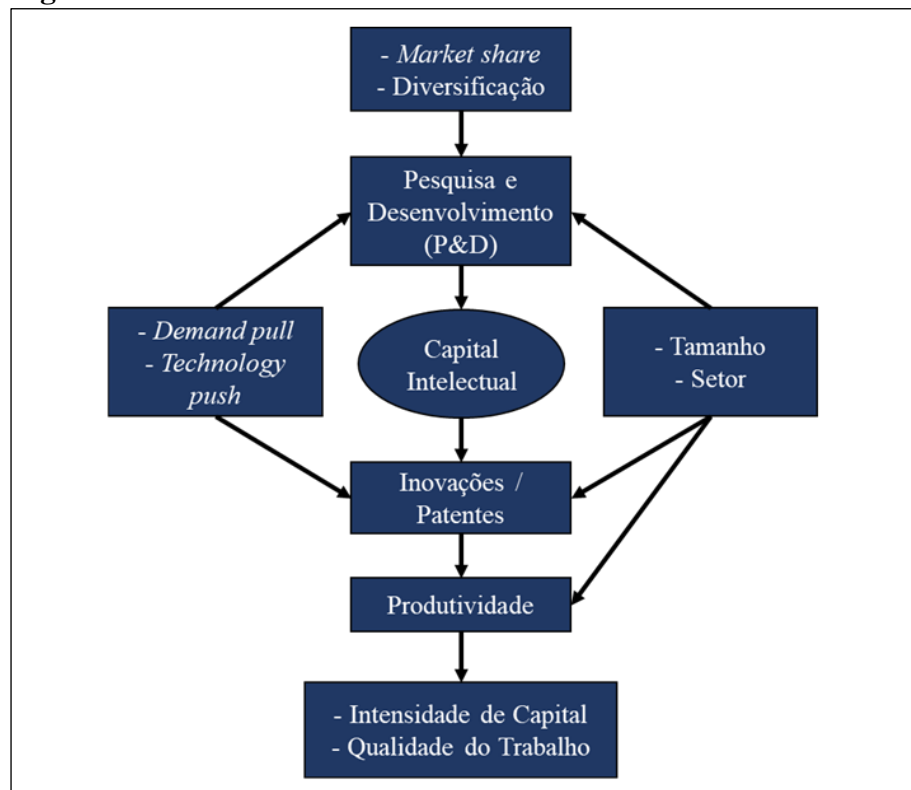 - Market share
- Diversificação
Pesquisa e
Desenvolvimento
(P&D)
- Demand pull
- Technology
push
Capital
Intelectual
- Tamanho
- Setor
Inovações /
Patentes
Produtividade
- Intensidade de Capital
- Qualidade do Trabalho